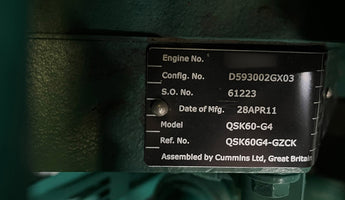 Engine No.
Config. No. D593002GX03
S.O. No. 61223
Date of Mfg. 28APR11
Model QSK60-G4
Ref. No. QSK60G4-GZCK
Assembled by Cummins Ltd, Great Britain